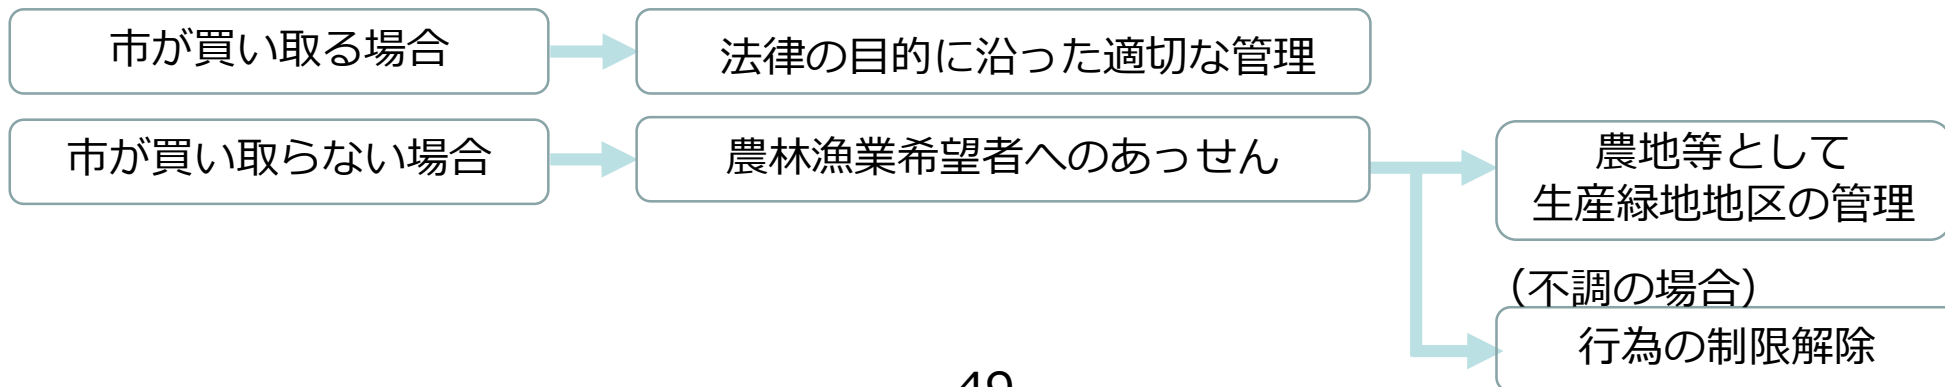 市が買い取る場合
法律の目的に沿った適切な管理
市が買い取らない場合
農林漁業希望者へのあっせん
農地等として
生産緑地地区の管理
（不調の場合）
行為の制限解除
49